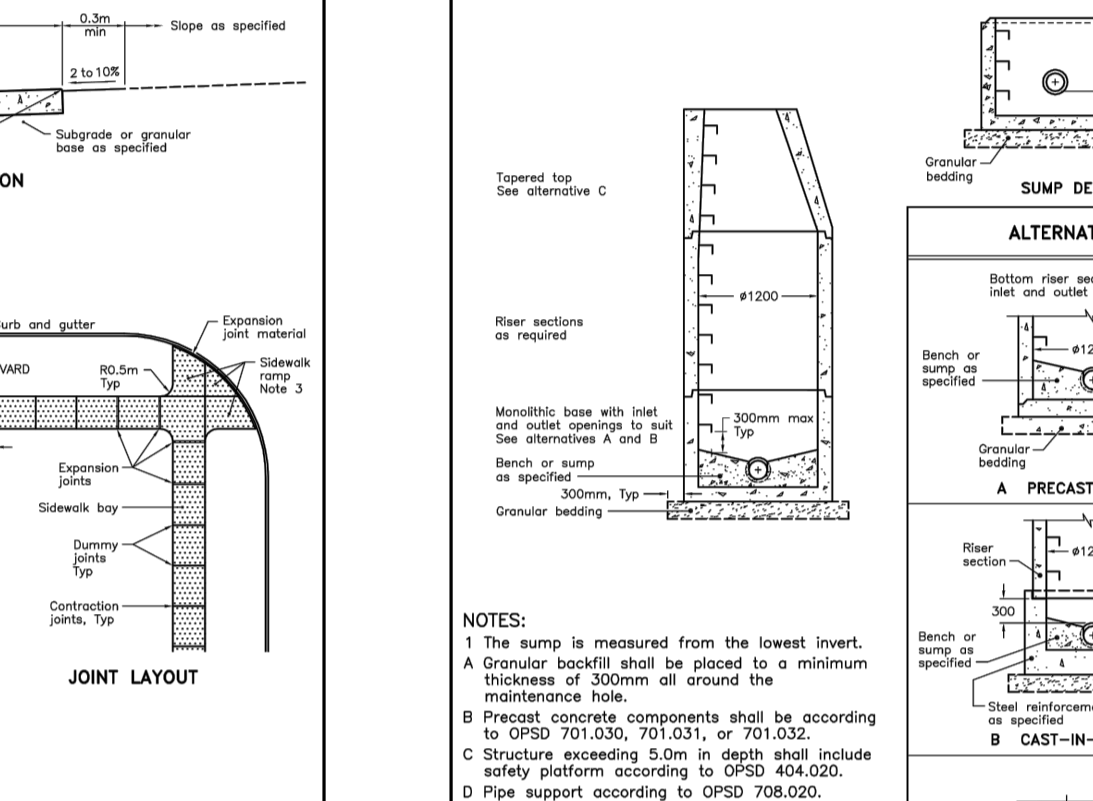 0.3m
min
Slope as specified
2 to 10%
Subgrade or granular
base as specified
ON
urb and gutter
Expansion
joint material
VARD
R0.5m
Typ
Sidewalk
ramp
Note 3
Expansion
joints
Sidewalk bay
Dummy
joints
Typ
Contraction
joints, Typ
JOINT LAYOUT
Tapered top
See alternative C
Riser sections
as required
ø1200
Monolithic base with inlet
and outlet openings to suit
See alternatives A and B
300mm max
Typ
Bench or sump
as specified
300mm, Typ
Granular bedding
NOTES:
1 The sump is measured from the lowest invert.
A Granular backfill shall be placed to a minimum
thickness of 300mm all around the
maintenance hole.
B Precast concrete components shall be according
to OPSD 701.030, 701.031, or 701.032.
C Structure exceeding 5.0m in depth shall include
safety platform according to OPSD 404.020.
D Pipe support according to OPSD 708.020.
Granular
bedding
SUMP DE
ALTERNAT
Bottom riser sec
inlet and outlet
ø12
Bench or
sump as
specified
Granular
bedding
A PRECAST
Riser
section
ø12
300
Bench or
sump as
specified
Steel reinforceme
as specified
B CAST-IN-